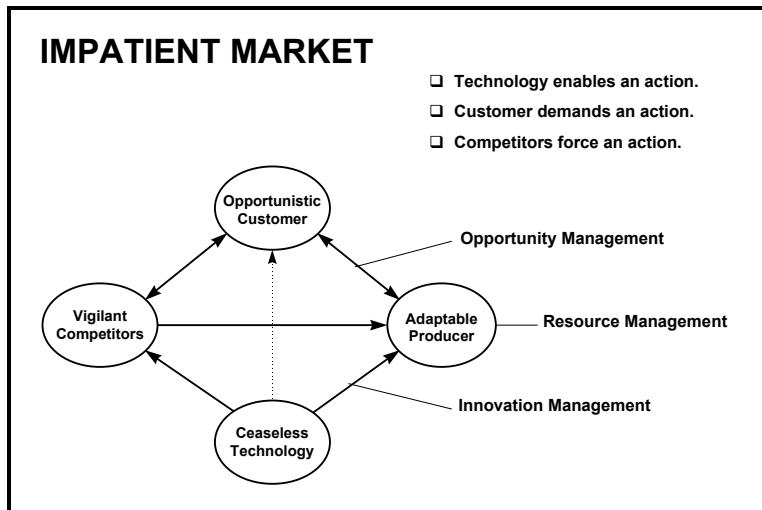 IMPATIENT MARKET
❑ Technology enables an action.
❑ Customer demands an action.
❑ Competitors force an action.
Opportunistic
Customer
Opportunity Management
Vigilant
Competitors
Adaptable
Producer
Resource Management
Innovation Management
Ceaseless
Technology